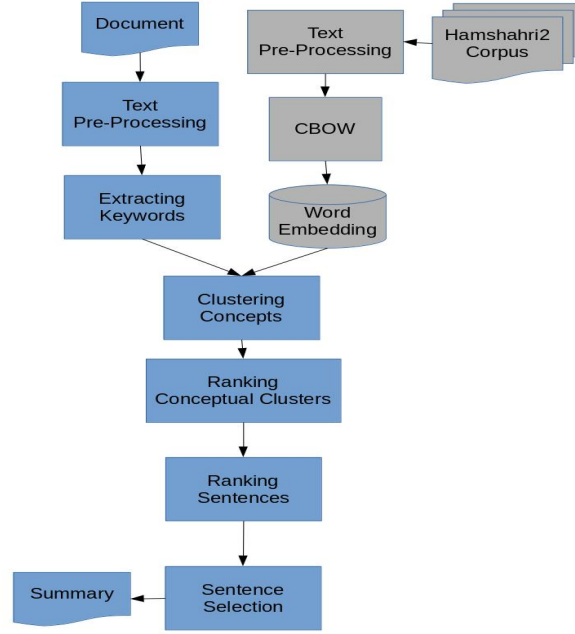 Document
Text
Pre-Processing
Hamshahri2
Corpus
Text
Pre-Processing
CBOW
Extracting
Keywords
Word
Embedding
Clustering
Concepts
Ranking
Conceptual Clusters
Ranking
Sentences
Sentence
Selection
Summary